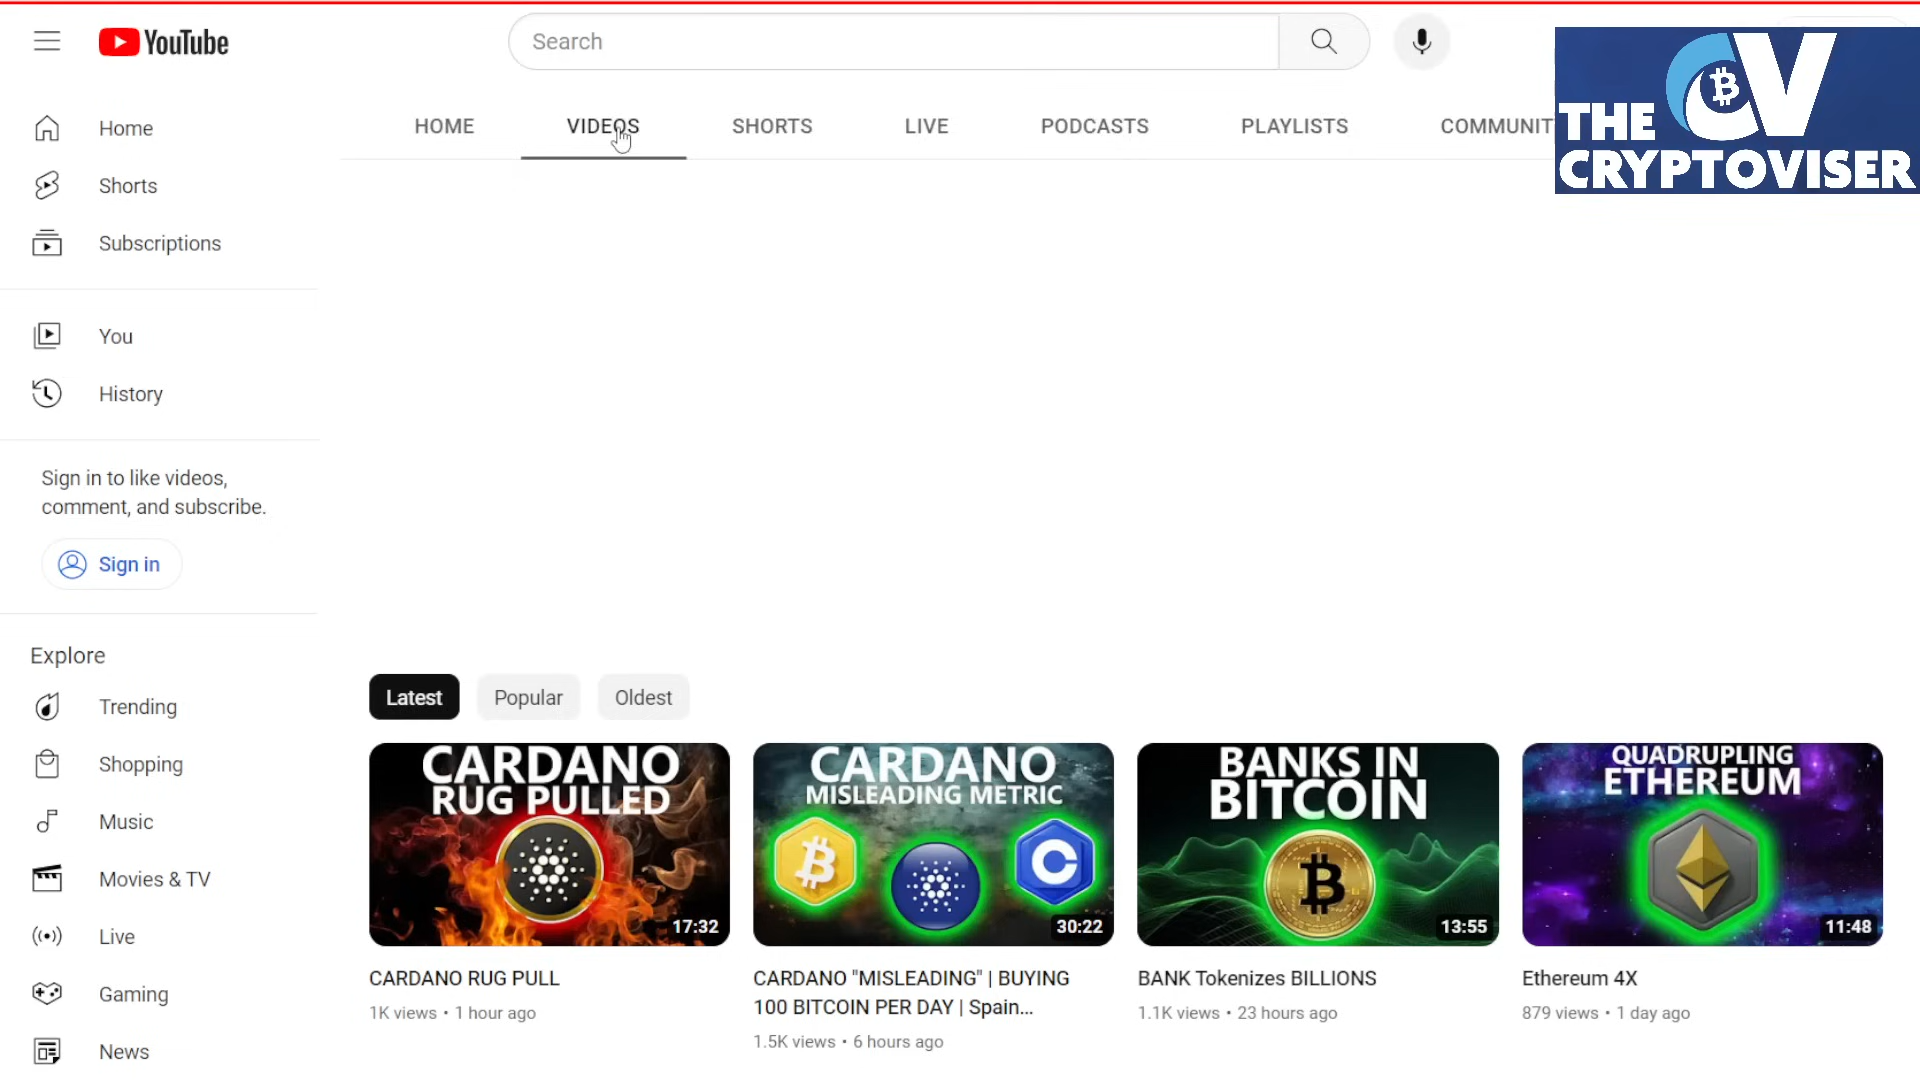 YouTube
Search
THE CV
CRYPTOVISER
HOME
VIDEOS
SHORTS
LIVE
PODCASTS
PLAYLISTS
COMMUNIT
Home
Shorts
Subscriptions
You
History
Sign in to like videos,
comment, and subscribe.
Sign in
Explore
Trending
Shopping
Music
Movies & TV
Live
Gaming
News
Latest
Popular
Oldest
CARDANO
RUG PULLED
17:32
CARDANO RUG PULL
1K views • 1 hour ago
CARDANO
MISLEADING METRIC
30:22
CARDANO "MISLEADING" | BUYING
100 BITCOIN PER DAY | Spain...
1.5K views • 6 hours ago
BANKS IN
BITCOIN
13:55
BANK Tokenizes BILLIONS
1.1K views • 23 hours ago
QUADRUPLING
ETHEREUM
11:48
Ethereum 4X
879 views • 1 day ago